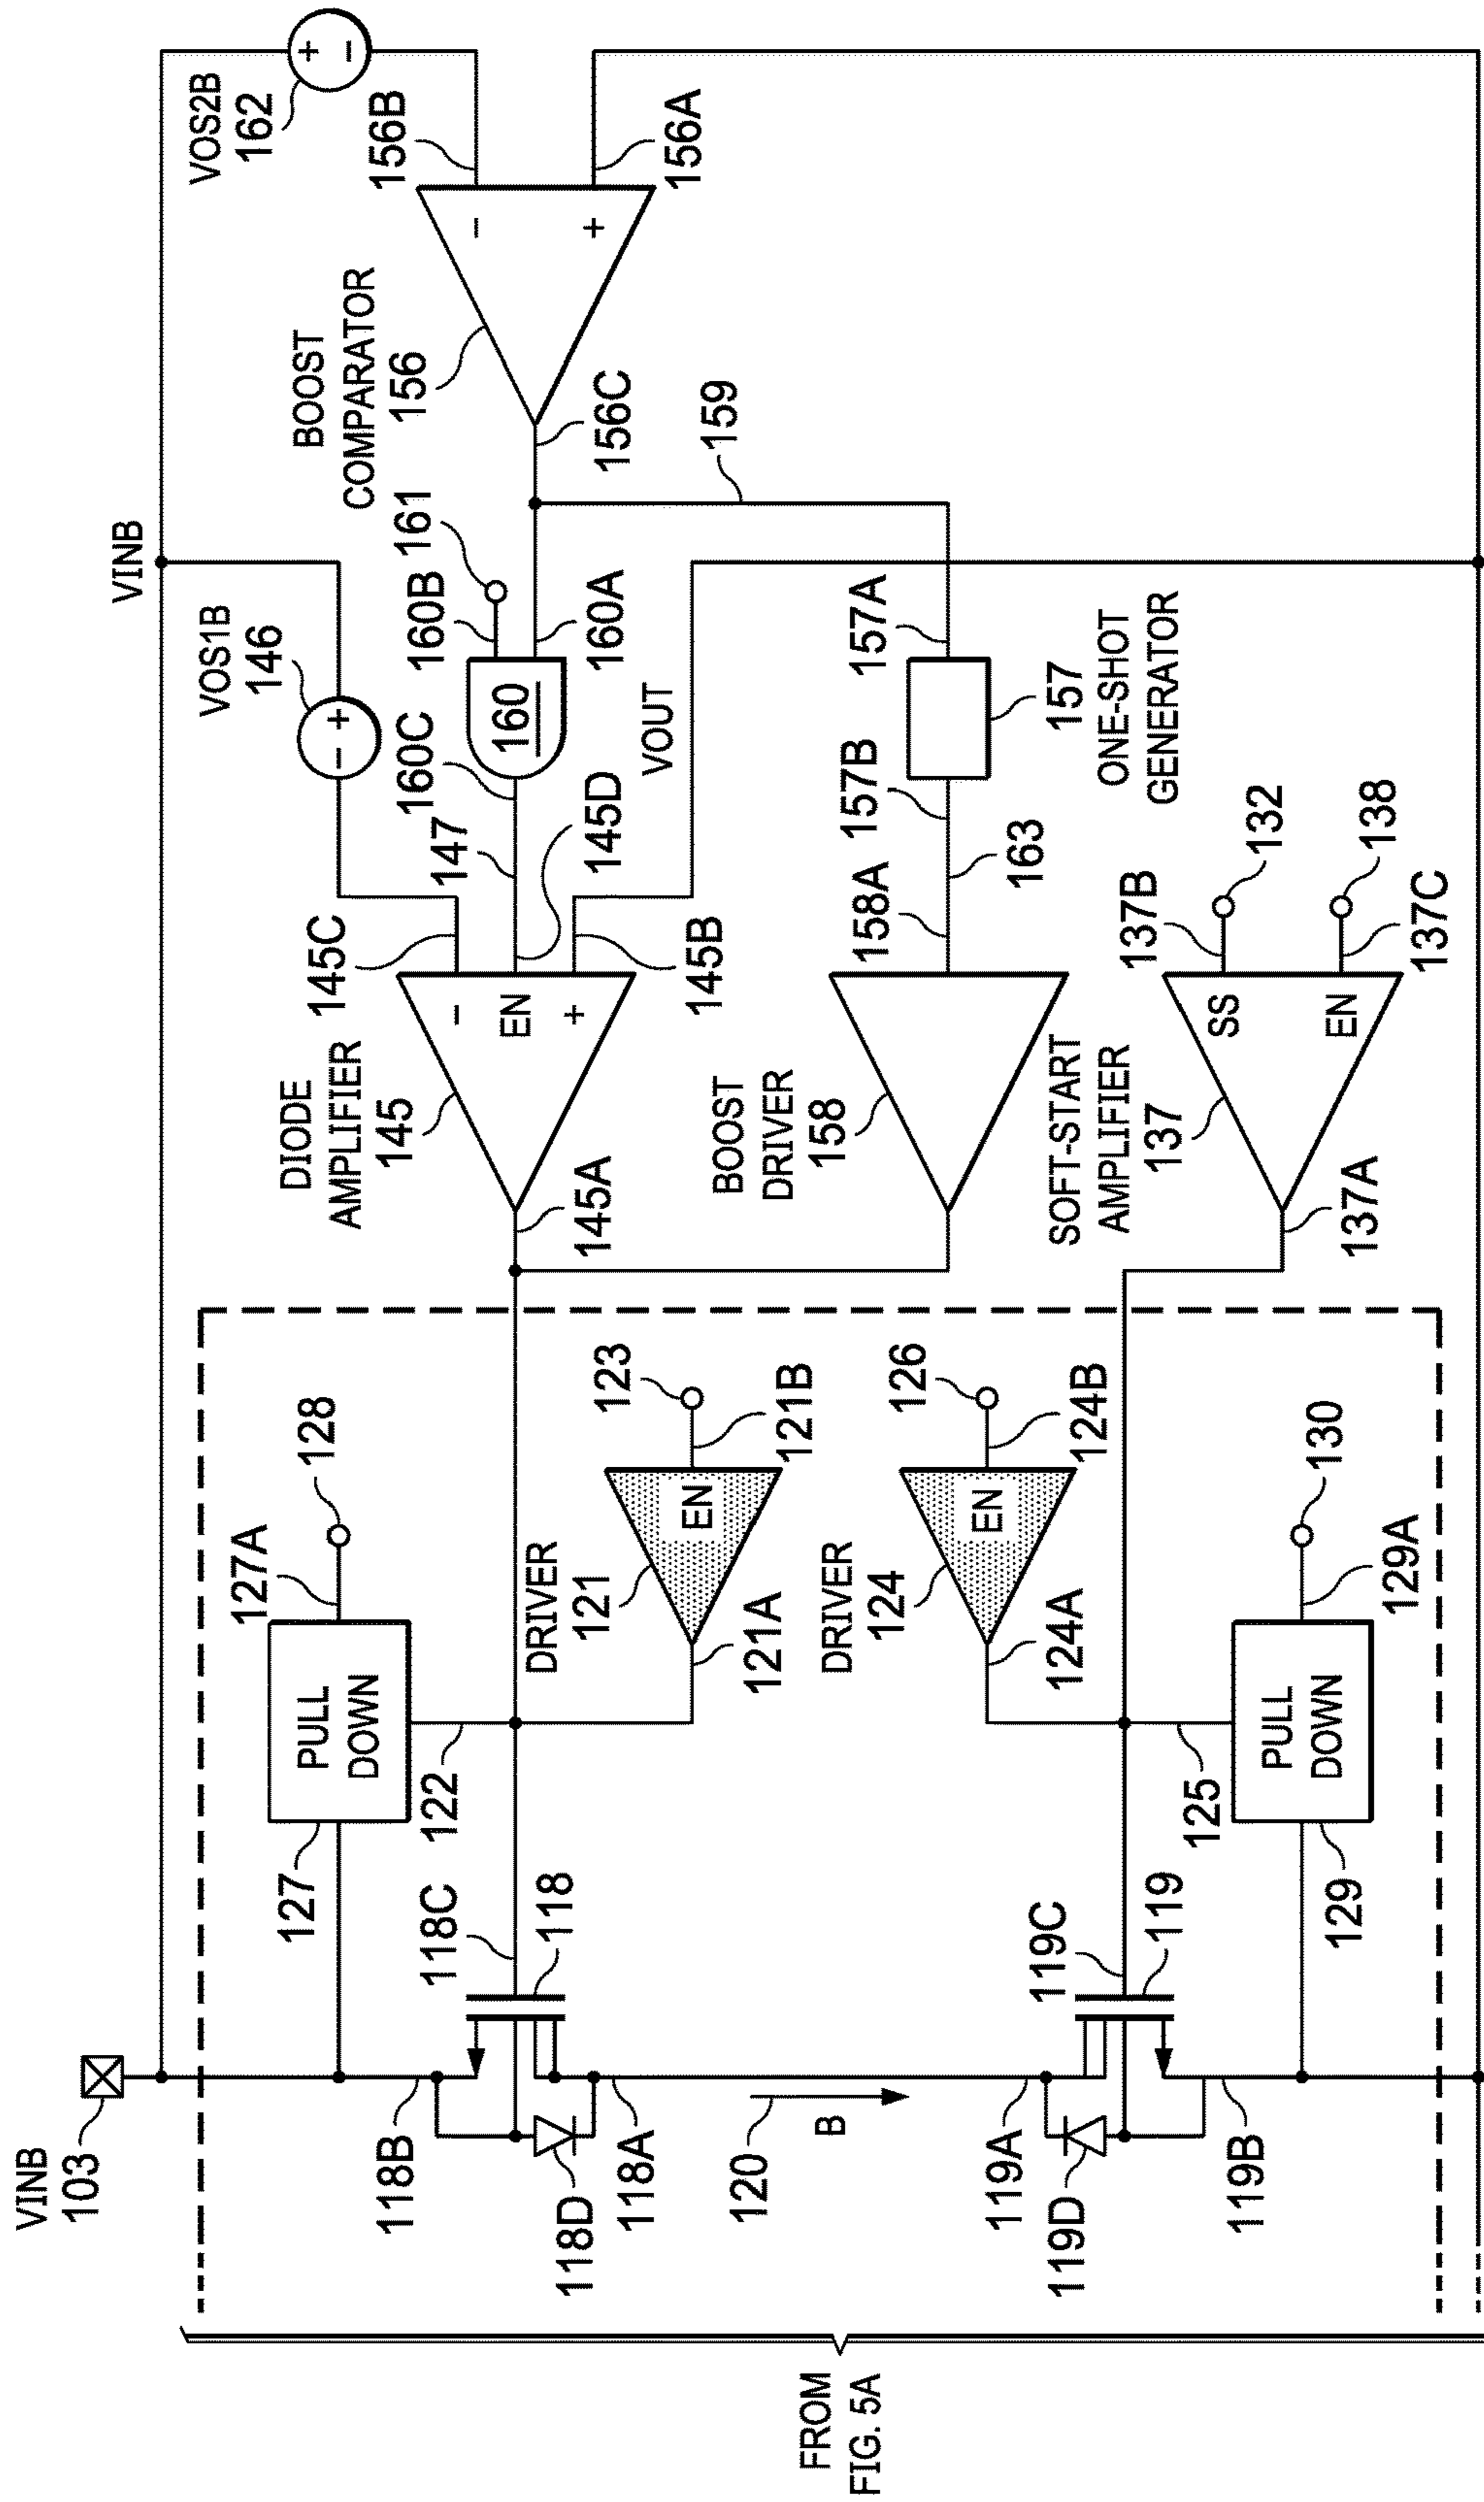 VINB
103
VINB
VOS2B
162
+
−
156B
156A
−
+
BOOST
COMPARATOR
156
156C
159
VOS1B
146
− +
161
160B
160A
160
160C
147
145D
VOUT
145C
145B
−
EN
+
DIODE
AMPLIFIER
145
145A
157A
157
ONE-SHOT
GENERATOR
157B
163
158A
BOOST
DRIVER
158
132
138
137B
137C
SS
EN
SOFT-START
AMPLIFIER
137
137A
128
127A
PULL
DOWN
127
122
123
121B
EN
DRIVER
121
121A
126
124B
EN
DRIVER
124
124A
130
129A
PULL
DOWN
129
125
118C
118
118B
118D
118A
120
B
119C
119
119A
119D
119B
FROM
FIG. 5A